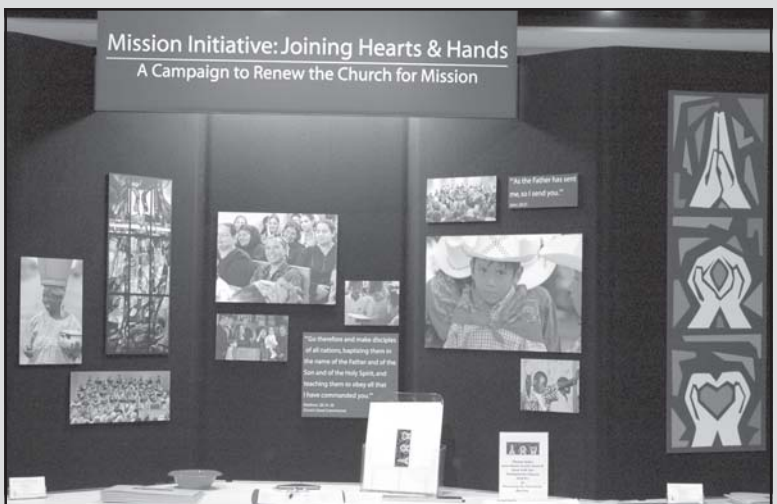 Mission Initiative: Joining Hearts & Hands
A Campaign to Renew the Church for Mission
"As the Father has sent
me, so I send you."
"Go therefore and make disciples
of all nations, baptizing them in
the name of the Father and of the
Son and of the Holy Spirit, and
teaching them to obey all that
I have commanded you."